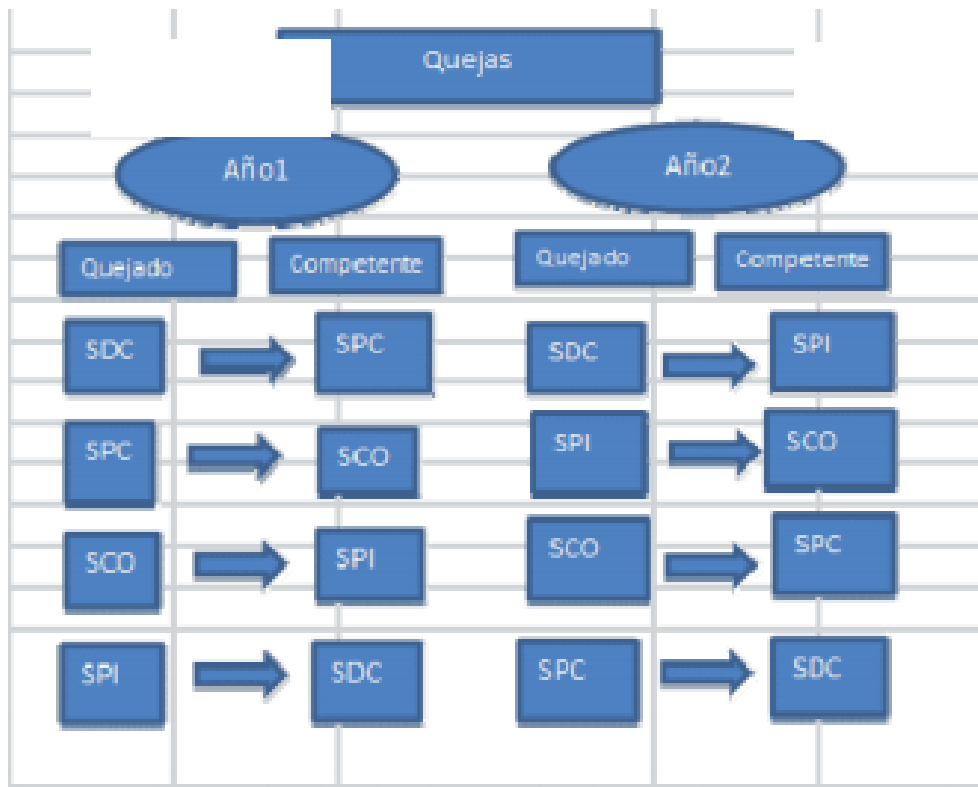 Quejas
Año1 Año2
Quejado Competente Quejado Competente
SDC SPC SDC SPI
SPC SCO SPI SCO
SCO SPI SCO SPC
SPI SDC SPC SDC